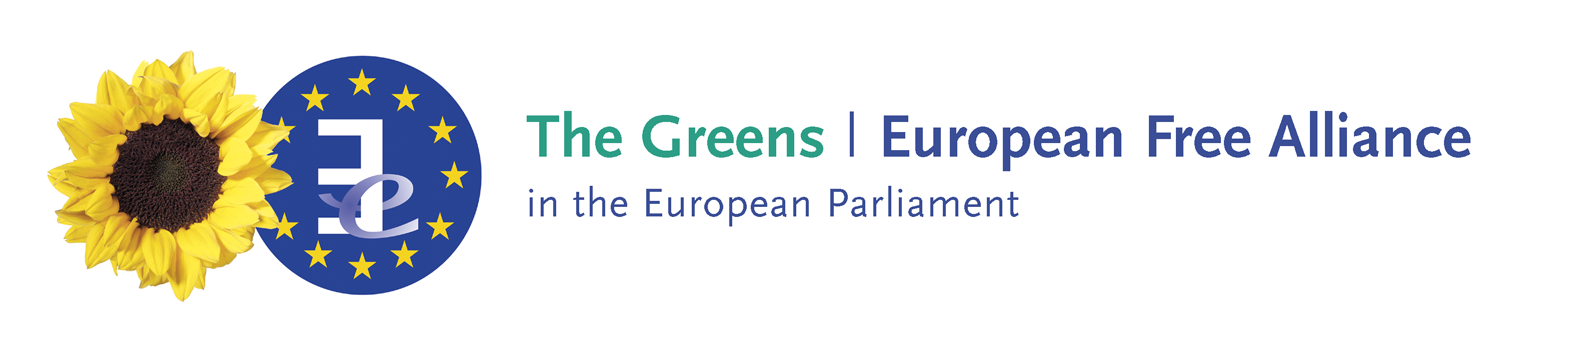 The Greens | European Free Alliance
in the European Parliament